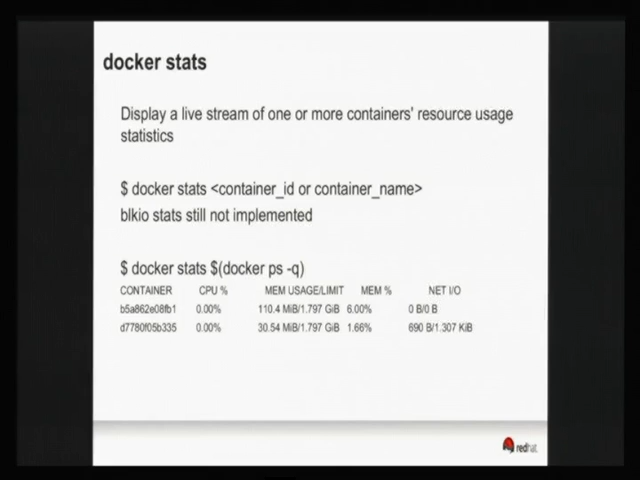 docker stats
Display a live stream of one or more containers' resource usage
statistics
$ docker stats <container_id or container_name>
blkio stats still not implemented
$ docker stats $(docker ps -q)
CONTAINER CPU % MEM USAGE/LIMIT MEM % NET I/O
b5a862e08fb1 0.00% 110.4 MiB/1.797 GiB 6.00% 0 B/0 B
d7780f05b335 0.00% 30.54 MiB/1.797 GiB 1.66% 690 B/1.307 KiB
redhat